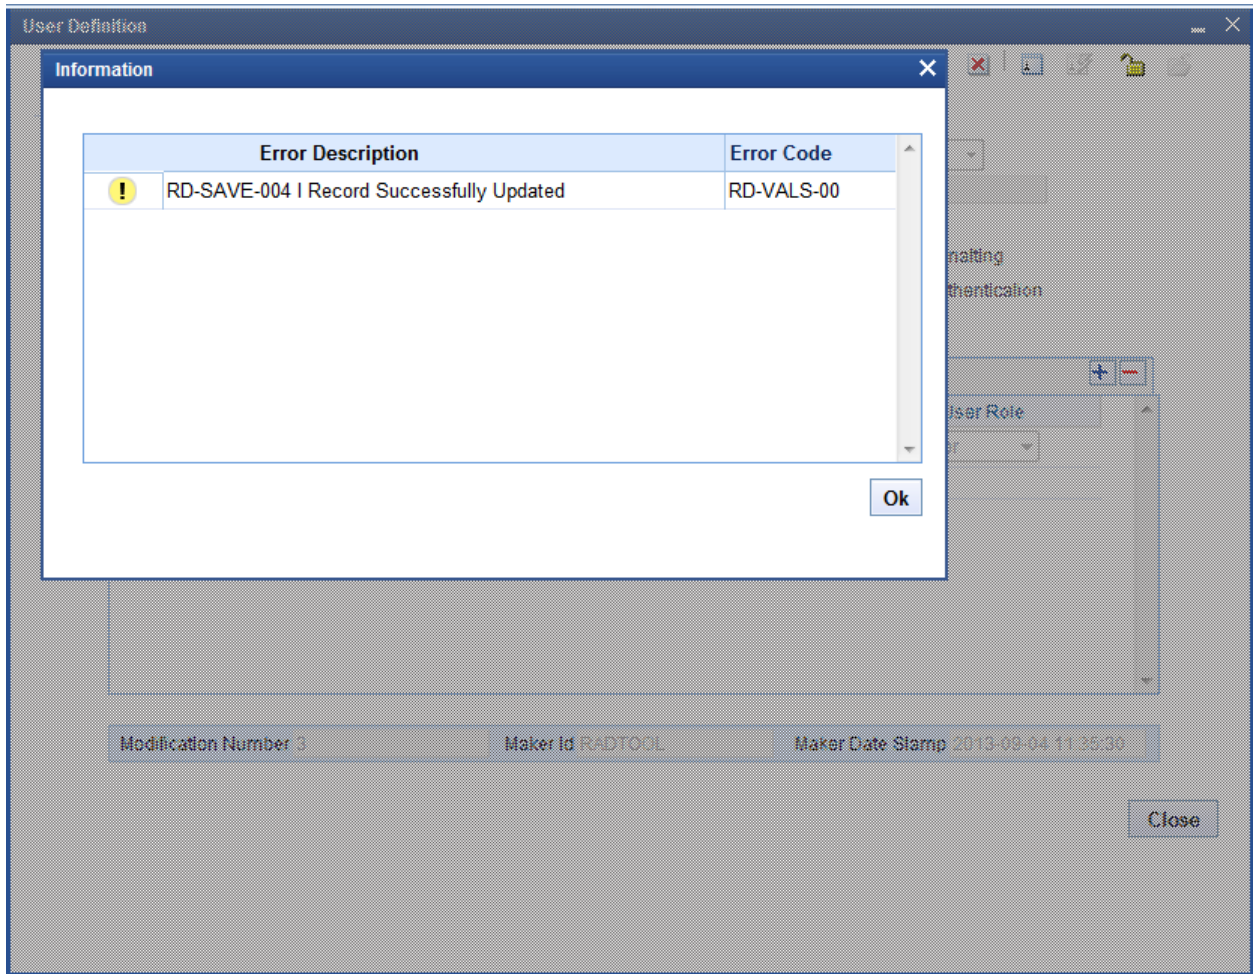 User Definition
Information
Error Description Error Code
RD-SAVE-004 I Record Successfully Updated RD-VALS-00
thentication
User Role
Ok
Modification Number 3 Maker Id RADTOOL Maker Date Stamp 2013-09-04 11:35:30
Close